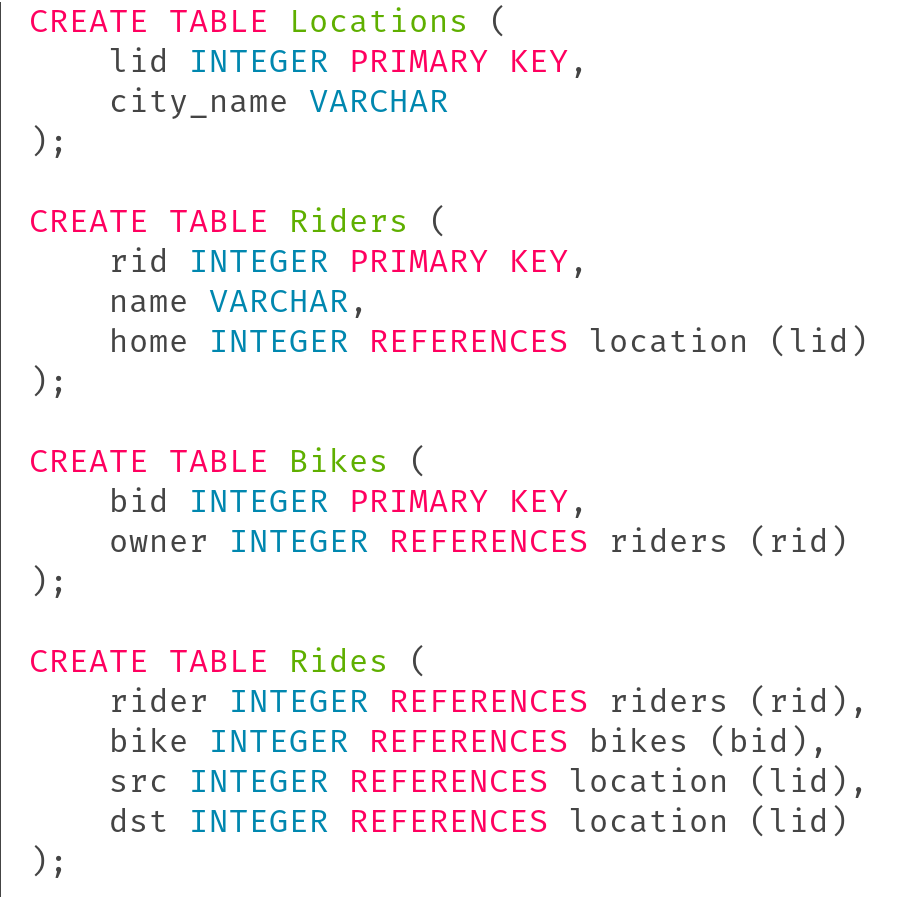 CREATE TABLE Locations (
    lid INTEGER PRIMARY KEY,
    city_name VARCHAR
);

CREATE TABLE Riders (
    rid INTEGER PRIMARY KEY,
    name VARCHAR,
    home INTEGER REFERENCES location (lid)
);

CREATE TABLE Bikes (
    bid INTEGER PRIMARY KEY,
    owner INTEGER REFERENCES riders (rid)
);

CREATE TABLE Rides (
    rider INTEGER REFERENCES riders (rid),
    bike INTEGER REFERENCES bikes (bid),
    src INTEGER REFERENCES location (lid),
    dst INTEGER REFERENCES location (lid)
);